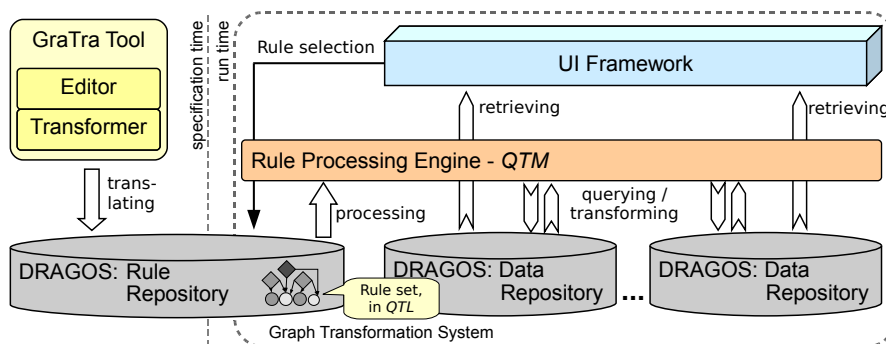 GraTra Tool
Editor
Transformer
trans-
lating
specification time
run time
Rule selection
UI Framework
retrieving
retrieving
Rule Processing Engine - QTM
processing
querying /
transforming
DRAGOS: Rule
Repository
Rule set,
in QTL
DRAGOS: Data
Repository
...
DRAGOS: Data
Repository
Graph Transformation System